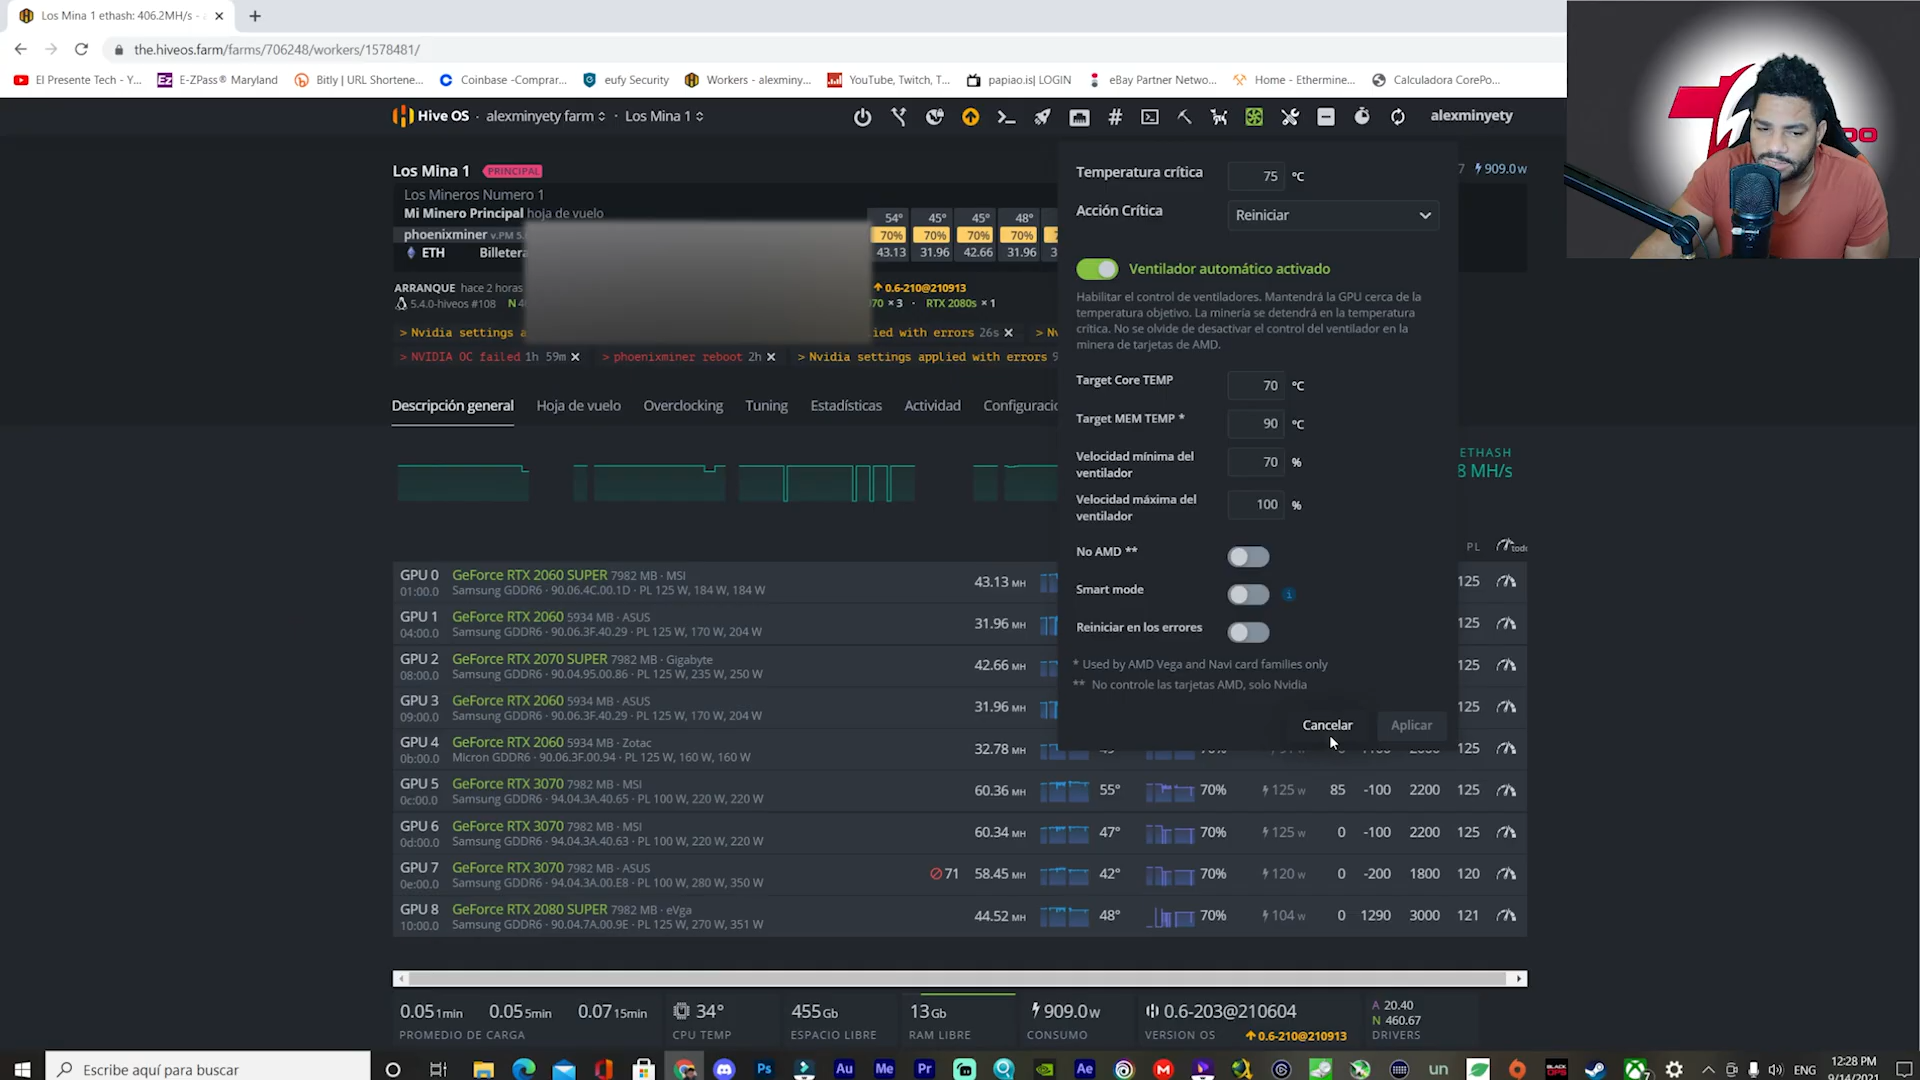 Los Mina 1 ethash: 406.2MH/s -
the.hiveos.farm/farms/706248/workers/1578481/
El Presente Tech - Y...
E-ZPass® Maryland
Bitly | URL Shortene...
Coinbase -Comprar...
eufy Security
Workers - alexminy...
YouTube, Twitch, T...
papiao.is| LOGIN
eBay Partner Netwo...
Home - Ethermine...
Calculadora CorePo...
Hive OS · alexminyety farm · Los Mina 1
alexminyety
Los Mina 1 PRINCIPAL
7 909.0 w
Los Mineros Numero 1
Mi Minero Principal hoja de vuelo
54° 45° 45° 48°
phoenixminer v.PM 5.
70% 70% 70% 70% 7
ETH Billetera
43.13 31.96 42.66 31.96 3
ARRANQUE hace 2 horas
0.6-210@210913
5.4.0-hiveos #108
70 × 3 · RTX 2080s × 1
> Nvidia settings a
ied with errors 26s ×
> Nv
> NVIDIA OC failed 1h 59m ×
> phoenixminer reboot 2h ×
> Nvidia settings applied with errors 9
Descripción general
Hoja de vuelo
Overclocking
Tuning
Estadísticas
Actividad
Configuracio
ETHASH
8 MH/s
Temperatura crítica 75 °C
Acción Crítica Reiniciar
Ventilador automático activado
Habilitar el control de ventiladores. Mantendrá la GPU cerca de la
temperatura objetivo. La minería se detendrá en la temperatura
crítica. No se olvide de desactivar el control del ventilador en la
minera de tarjetas de AMD.
Target Core TEMP 70 °C
Target MEM TEMP * 90 °C
Velocidad mínima del
ventilador 70 %
Velocidad máxima del
ventilador 100 %
No AMD **
Smart mode
Reiniciar en los errores
* Used by AMD Vega and Navi card families only
** No controle las tarjetas AMD, solo Nvidia
Cancelar
Aplicar
PL todo
GPU 0 GeForce RTX 2060 SUPER 7982 MB · MSI 43.13 MH 125
01:00.0 Samsung GDDR6 · 90.06.4C.00.1D · PL 125 W, 184 W, 184 W
GPU 1 GeForce RTX 2060 5934 MB · ASUS 31.96 MH 125
04:00.0 Samsung GDDR6 · 90.06.3F.40.29 · PL 125 W, 170 W, 204 W
GPU 2 GeForce RTX 2070 SUPER 7982 MB · Gigabyte 42.66 MH 125
08:00.0 Samsung GDDR6 · 90.04.95.00.86 · PL 125 W, 235 W, 250 W
GPU 3 GeForce RTX 2060 5934 MB · ASUS 31.96 MH 125
09:00.0 Samsung GDDR6 · 90.06.3F.40.29 · PL 125 W, 170 W, 204 W
GPU 4 GeForce RTX 2060 5934 MB · Zotac 32.78 MH 125
0b:00.0 Micron GDDR6 · 90.06.3F.00.94 · PL 125 W, 160 W, 160 W
GPU 5 GeForce RTX 3070 7982 MB · MSI 60.36 MH 55° 70% 125 w 85 -100 2200 125
0c:00.0 Samsung GDDR6 · 94.04.3A.40.65 · PL 100 W, 220 W, 220 W
GPU 6 GeForce RTX 3070 7982 MB · MSI 60.34 MH 47° 70% 125 w 0 -100 2200 125
0d:00.0 Samsung GDDR6 · 94.04.3A.40.63 · PL 100 W, 220 W, 220 W
GPU 7 GeForce RTX 3070 7982 MB · ASUS 71 58.45 MH 42° 70% 120 w 0 -200 1800 120
0e:00.0 Samsung GDDR6 · 94.04.3A.00.E8 · PL 100 W, 280 W, 350 W
GPU 8 GeForce RTX 2080 SUPER 7982 MB · eVga 44.52 MH 48° 70% 104 w 0 1290 3000 121
10:00.0 Samsung GDDR6 · 90.04.7A.00.9E · PL 125 W, 270 W, 351 W
0.05 1min 0.05 5min 0.07 15min
PROMEDIO DE CARGA
34°
CPU TEMP
455 Gb
ESPACIO LIBRE
13 Gb
RAM LIBRE
909.0 w
CONSUMO
0.6-203@210604
VERSION OS 0.6-210@210913
A 20.40
N 460.67
DRIVERS
Escribe aquí para buscar
ENG
12:28 PM
9/14/2021